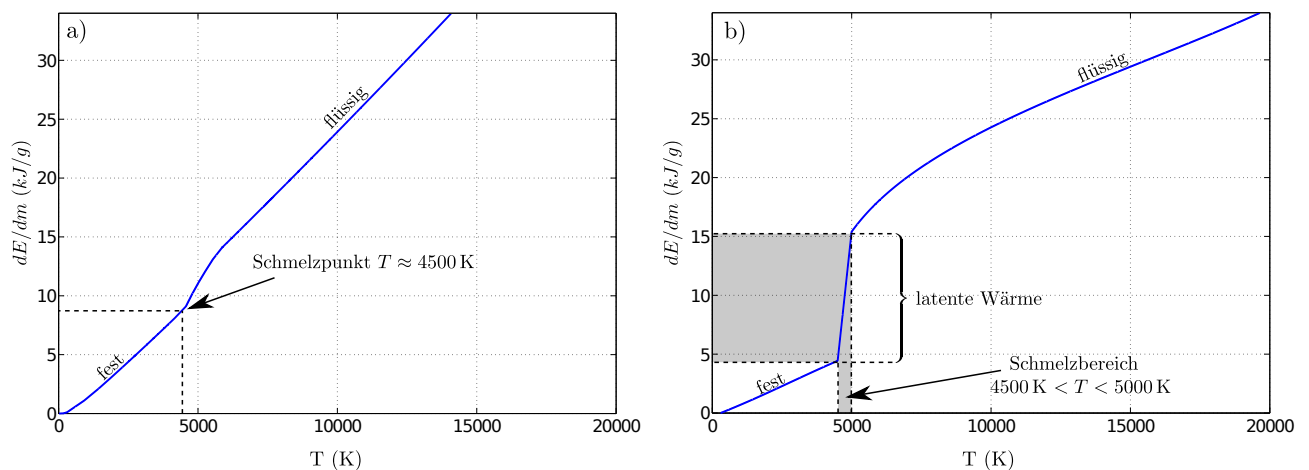 a)
30
25
20
15
10
5
0
dE/dm (kJ/g)
flüssig
Schmelzpunkt T ≈ 4500 K
fest
0
5000
10000
15000
20000
T (K)
b)
30
25
20
15
10
5
0
dE/dm (kJ/g)
flüssig
latente Wärme
Schmelzbereich
4500 K < T < 5000 K
fest
0
5000
10000
15000
20000
T (K)